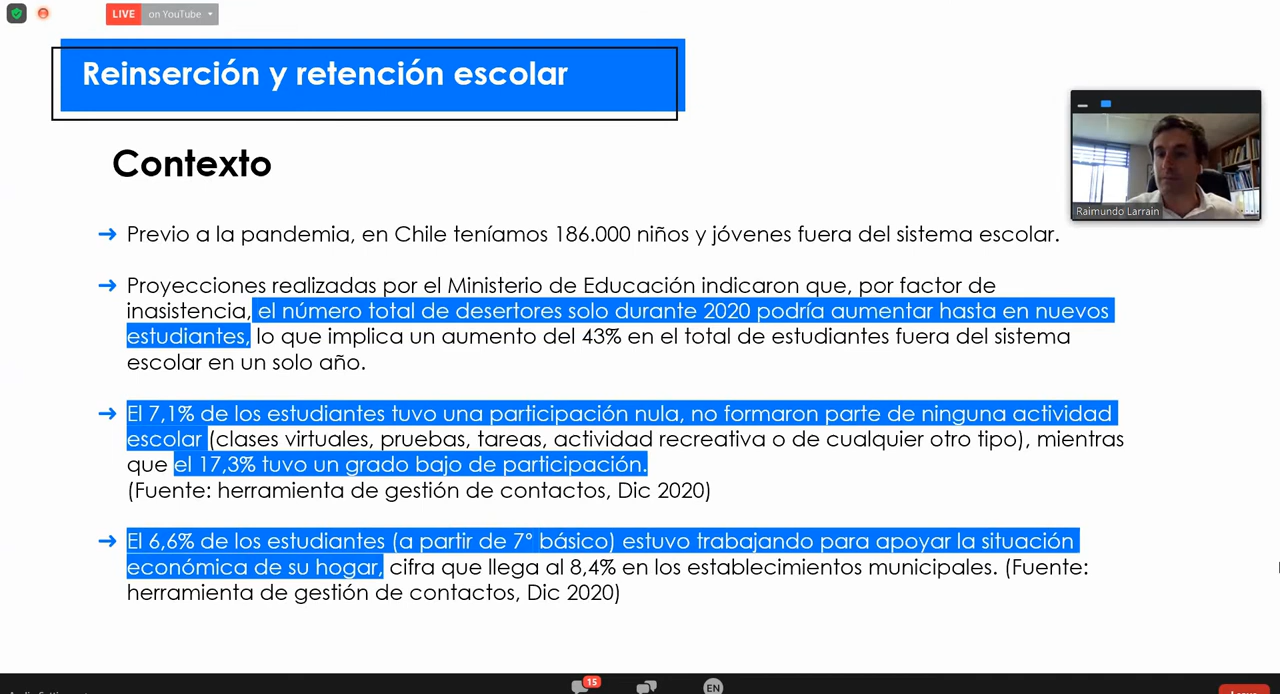 LIVE on YouTube
Reinserción y retención escolar
Raimundo Larrain
Contexto
➜ Previo a la pandemia, en Chile teníamos 186.000 niños y jóvenes fuera del sistema escolar.
➜ Proyecciones realizadas por el Ministerio de Educación indicaron que, por factor de
inasistencia, el número total de desertores solo durante 2020 podría aumentar hasta en nuevos
estudiantes, lo que implica un aumento del 43% en el total de estudiantes fuera del sistema
escolar en un solo año.
➜ El 7,1% de los estudiantes tuvo una participación nula, no formaron parte de ninguna actividad
escolar (clases virtuales, pruebas, tareas, actividad recreativa o de cualquier otro tipo), mientras
que el 17,3% tuvo un grado bajo de participación.
(Fuente: herramienta de gestión de contactos, Dic 2020)
➜ El 6,6% de los estudiantes (a partir de 7° básico) estuvo trabajando para apoyar la situación
económica de su hogar, cifra que llega al 8,4% en los establecimientos municipales. (Fuente:
herramienta de gestión de contactos, Dic 2020)
15
EN